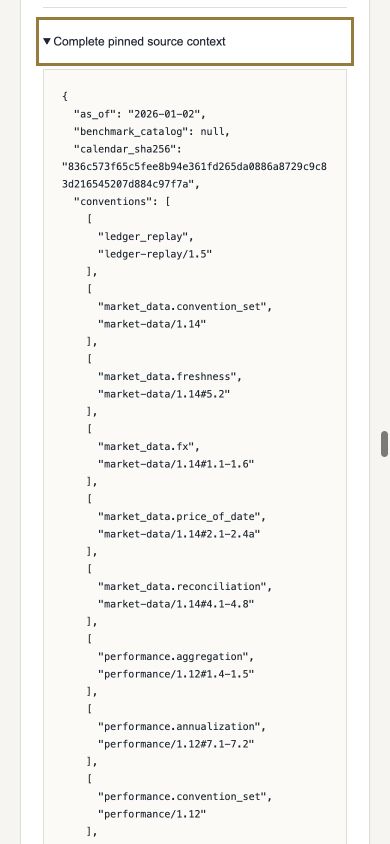 ▼ Complete pinned source context
{
"as_of": "2026-01-02",
"benchmark_catalog": null,
"calendar_sha256":
"836c573f65c5fee8b94e361fd265da0886a8729c9c8
3d216545207d884c97f7a",
"conventions": [
[
"ledger_replay",
"ledger-replay/1.5"
],
[
"market_data.convention_set",
"market-data/1.14"
],
[
"market_data.freshness",
"market-data/1.14#5.2"
],
[
"market_data.fx",
"market-data/1.14#1.1-1.6"
],
[
"market_data.price_of_date",
"market-data/1.14#2.1-2.4a"
],
[
"market_data.reconciliation",
"market-data/1.14#4.1-4.8"
],
[
"performance.aggregation",
"performance/1.12#1.4-1.5"
],
[
"performance.annualization",
"performance/1.12#7.1-7.2"
],
[
"performance.convention_set",
"performance/1.12"
],